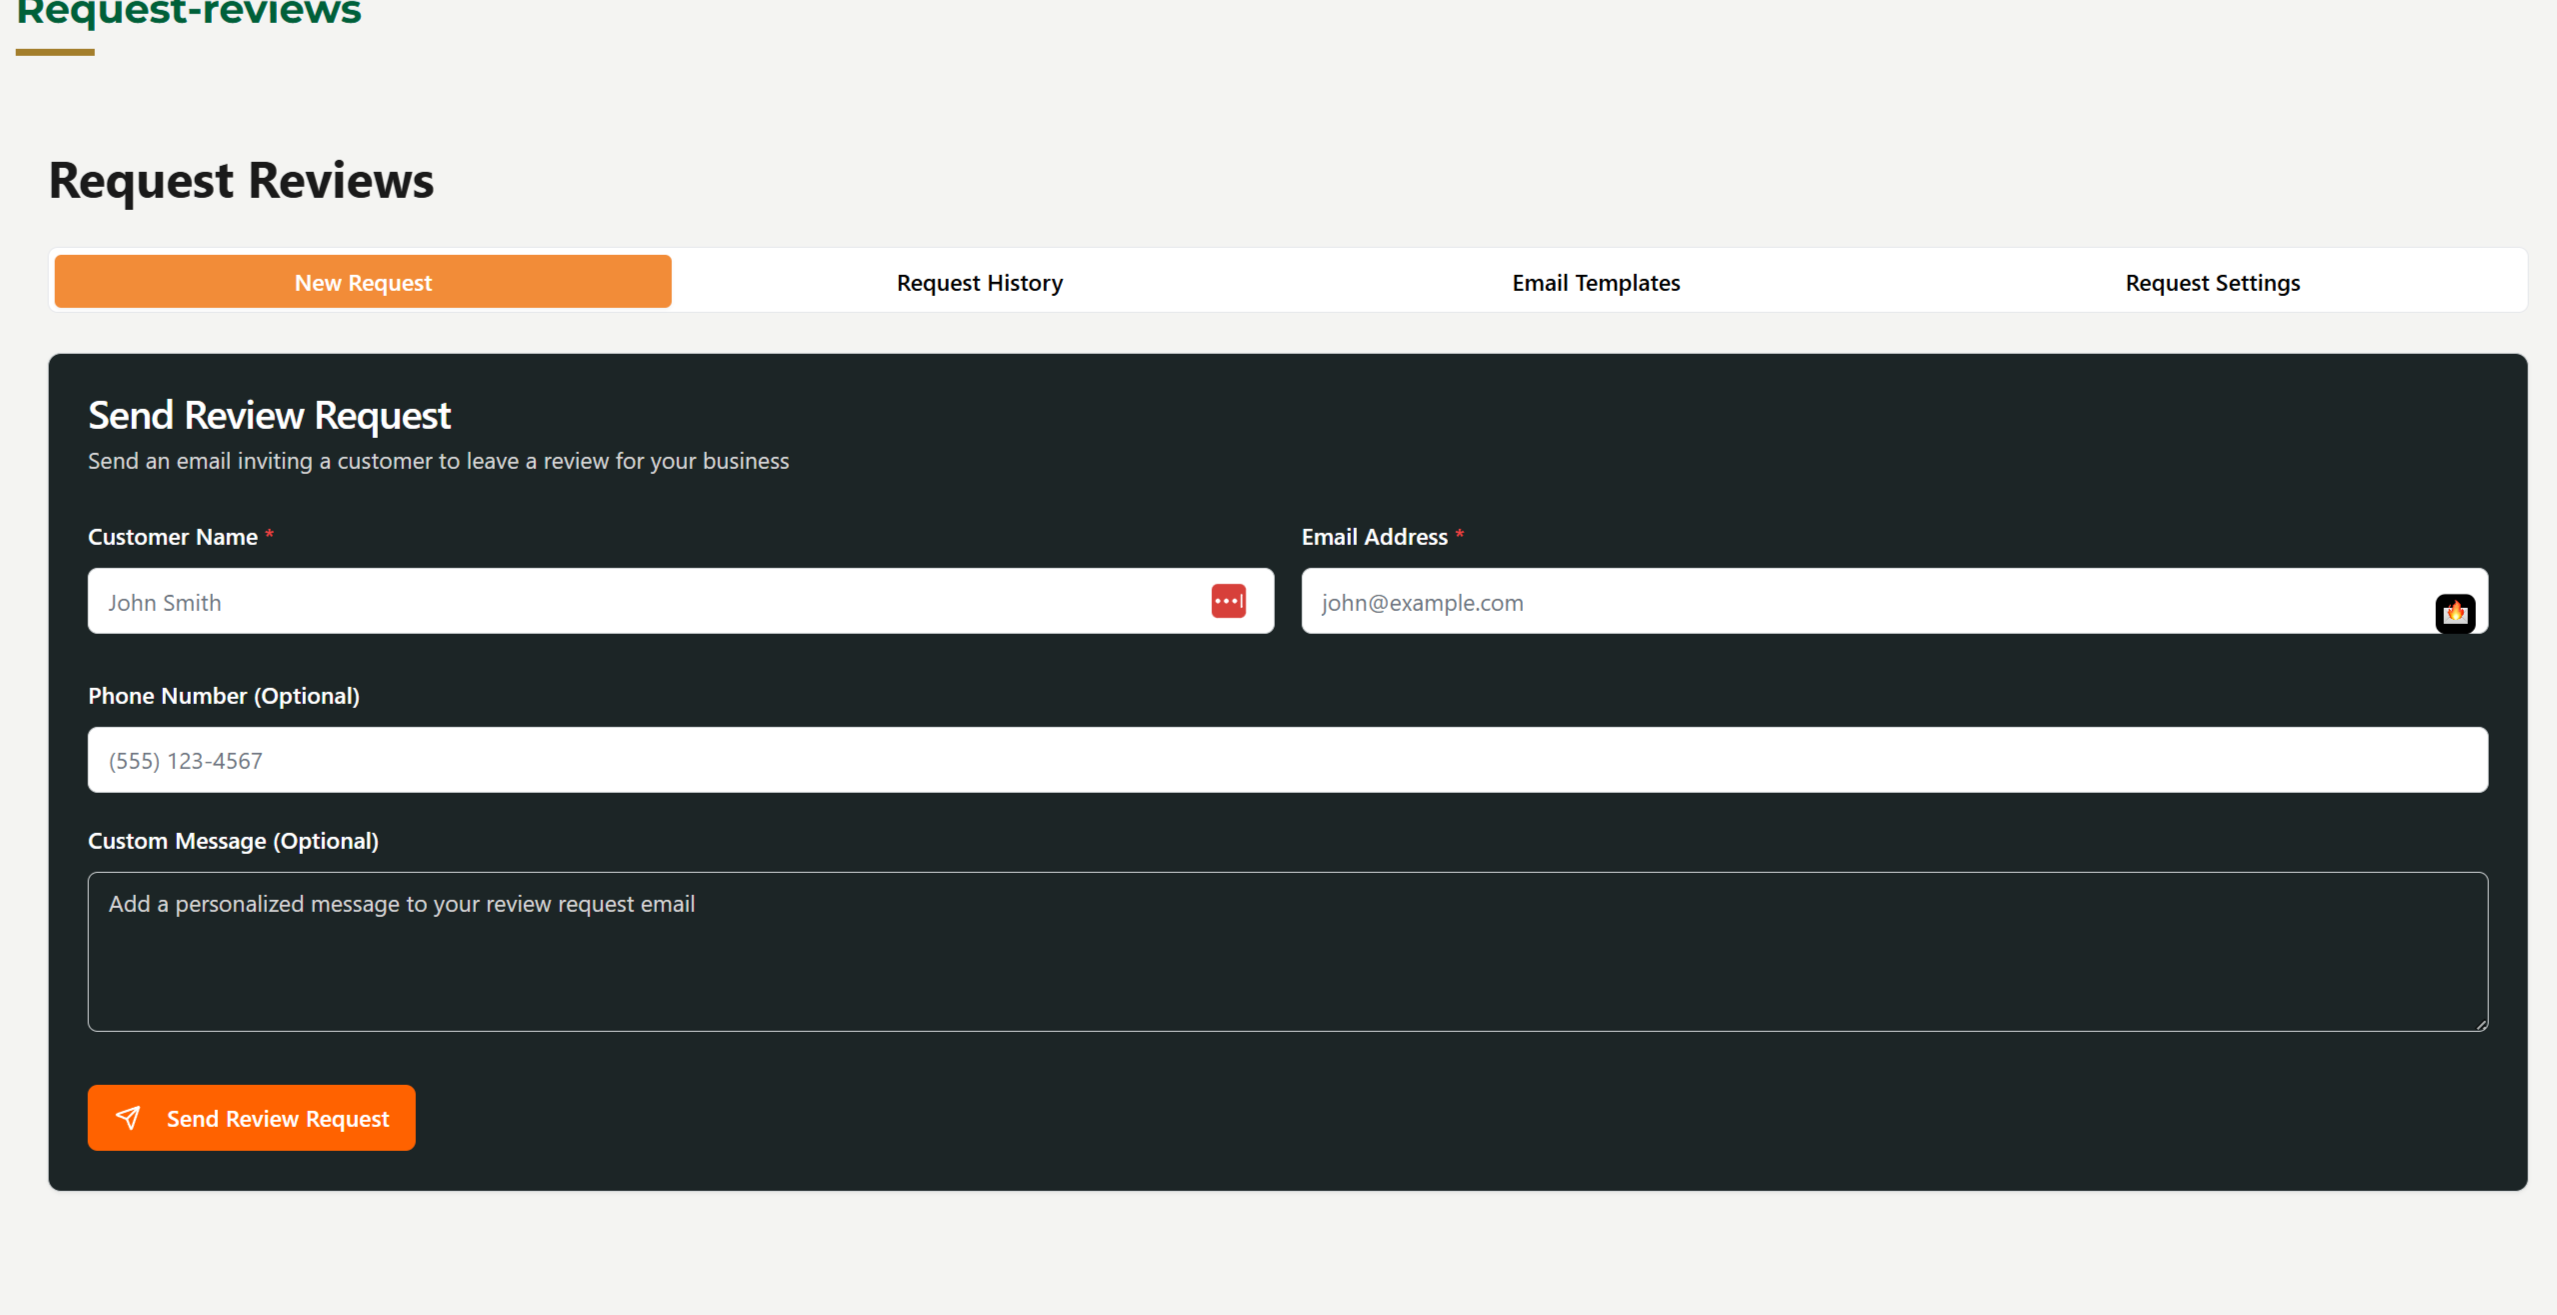 Request-reviews
Request Reviews
New Request
Request History
Email Templates
Request Settings
Send Review Request
Send an email inviting a customer to leave a review for your business
Customer Name *
Email Address *
John Smith
john@example.com
Phone Number (Optional)
(555) 123-4567
Custom Message (Optional)
Add a personalized message to your review request email
Send Review Request